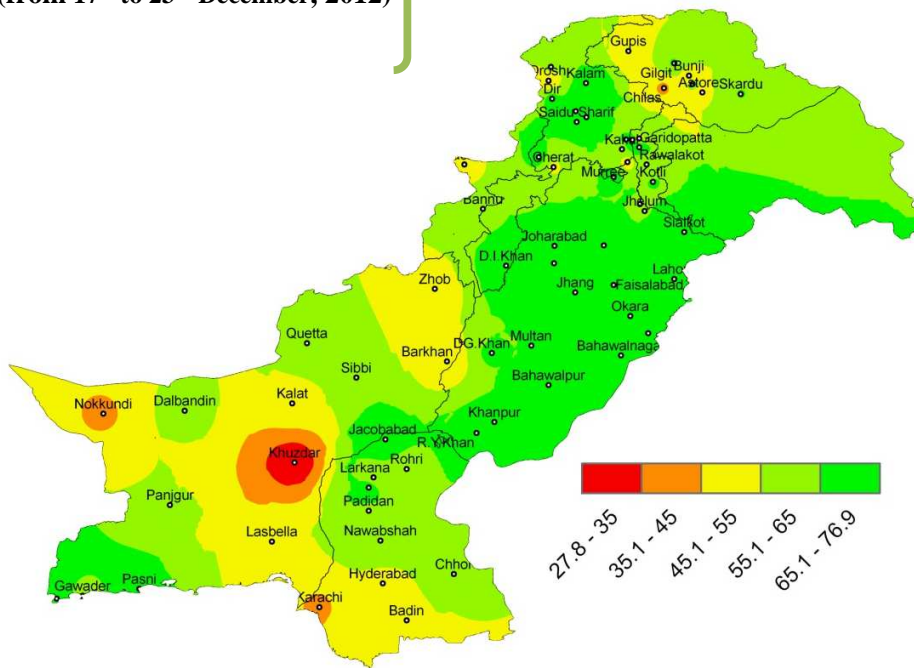 (from 17 to 23 December, 2012)
Gupis
Gilgit
Bunji
Drosh
Kalam
Astore
Skardu
Dir
Chilas
Saidu Sharif
Garidopatta
Kak
Cherat
Rawalakot
Murree
Kotli
Bannu
Jhelum
Sialkot
Joharabad
D.I.Khan
Laho
Zhob
Jhang
Faisalabad
Okara
Quetta
Multan
Barkhan
D.G.Khan
Bahawalnaga
Sibbi
Bahawalpur
Kalat
Nokkundi
Dalbandin
Khanpur
Jacobabad
R.Y.Khan
Khuzdar
Rohri
Larkana
Panjgur
Padidan
Lasbella
Nawabshah
Chhor
Pasni
Hyderabad
Gawader
Karachi
Badin
27.8 - 35
35.1 - 45
45.1 - 55
55.1 - 65
65.1 - 76.9